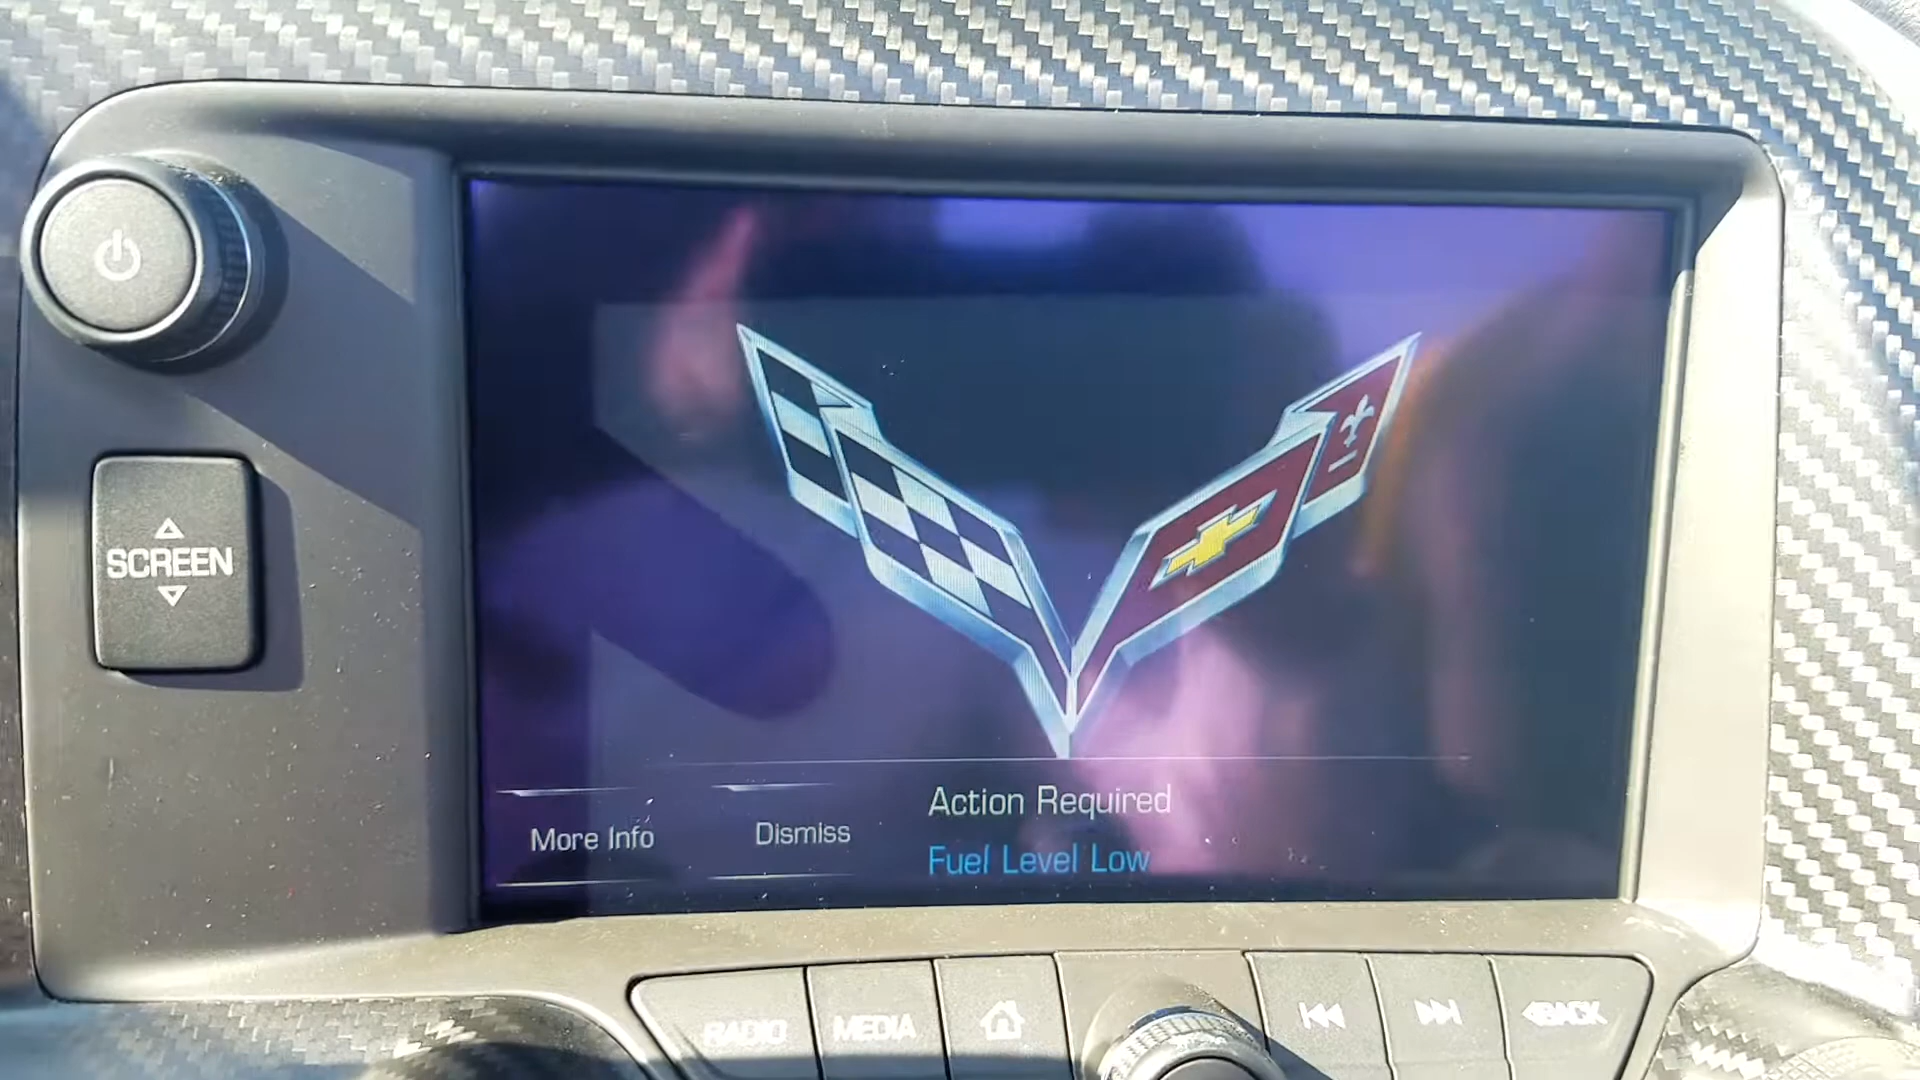 SCREEN
Action Required
More Info
Dismiss
Fuel Level Low
RADIO
MEDIA
BACK